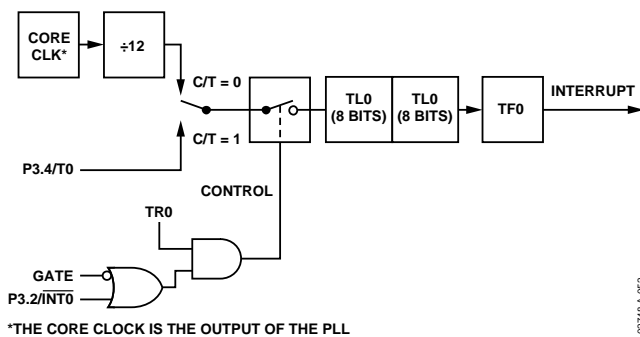 CORE
CLK*
÷12
C/T = 0
C/T = 1
P3.4/T0
TL0
(8 BITS)
TL0
(8 BITS)
TF0
INTERRUPT
CONTROL
TR0
GATE
P3.2/INT0
*THE CORE CLOCK IS THE OUTPUT OF THE PLL